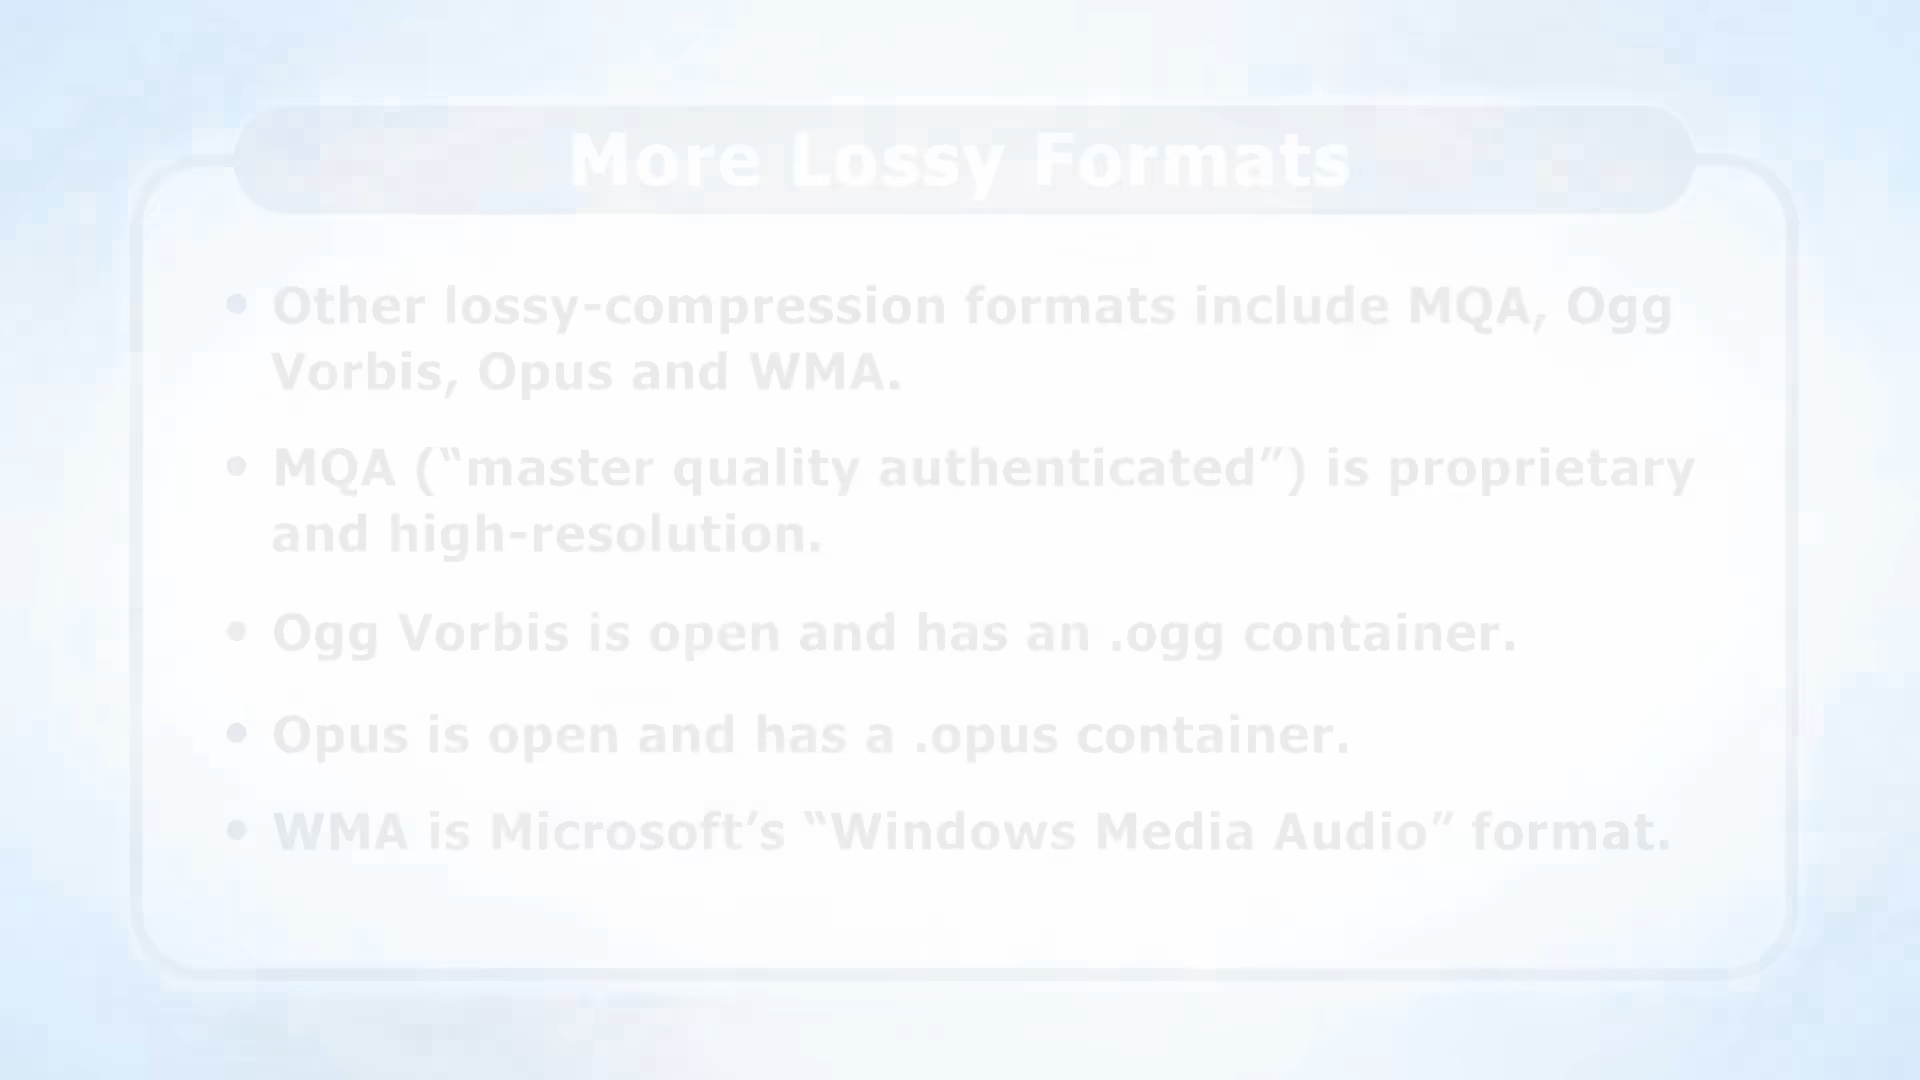 More Lossy Formats
• Other lossy-compression formats include MQA, Ogg
Vorbis, Opus and WMA.
• MQA (“master quality authenticated”) is proprietary
and high-resolution.
• Ogg Vorbis is open and has an .ogg container.
• Opus is open and has a .opus container.
• WMA is Microsoft’s “Windows Media Audio” format.